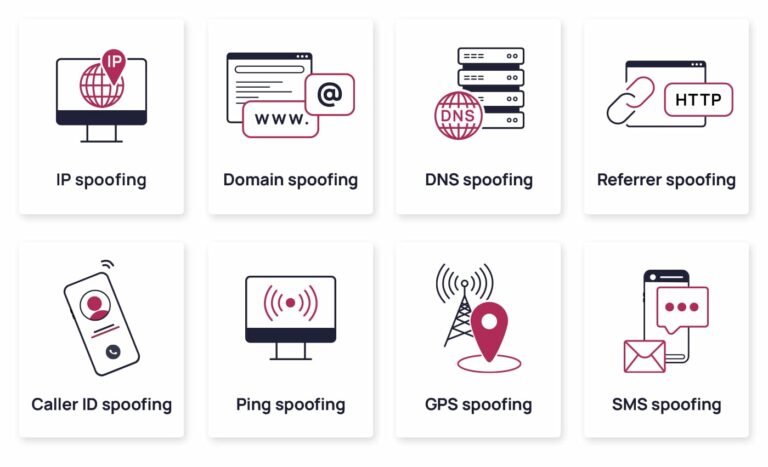 IP
IP spoofing
www.
@
Domain spoofing
DNS
DNS spoofing
HTTP
Referrer spoofing
Caller ID spoofing
Ping spoofing
GPS spoofing
SMS spoofing